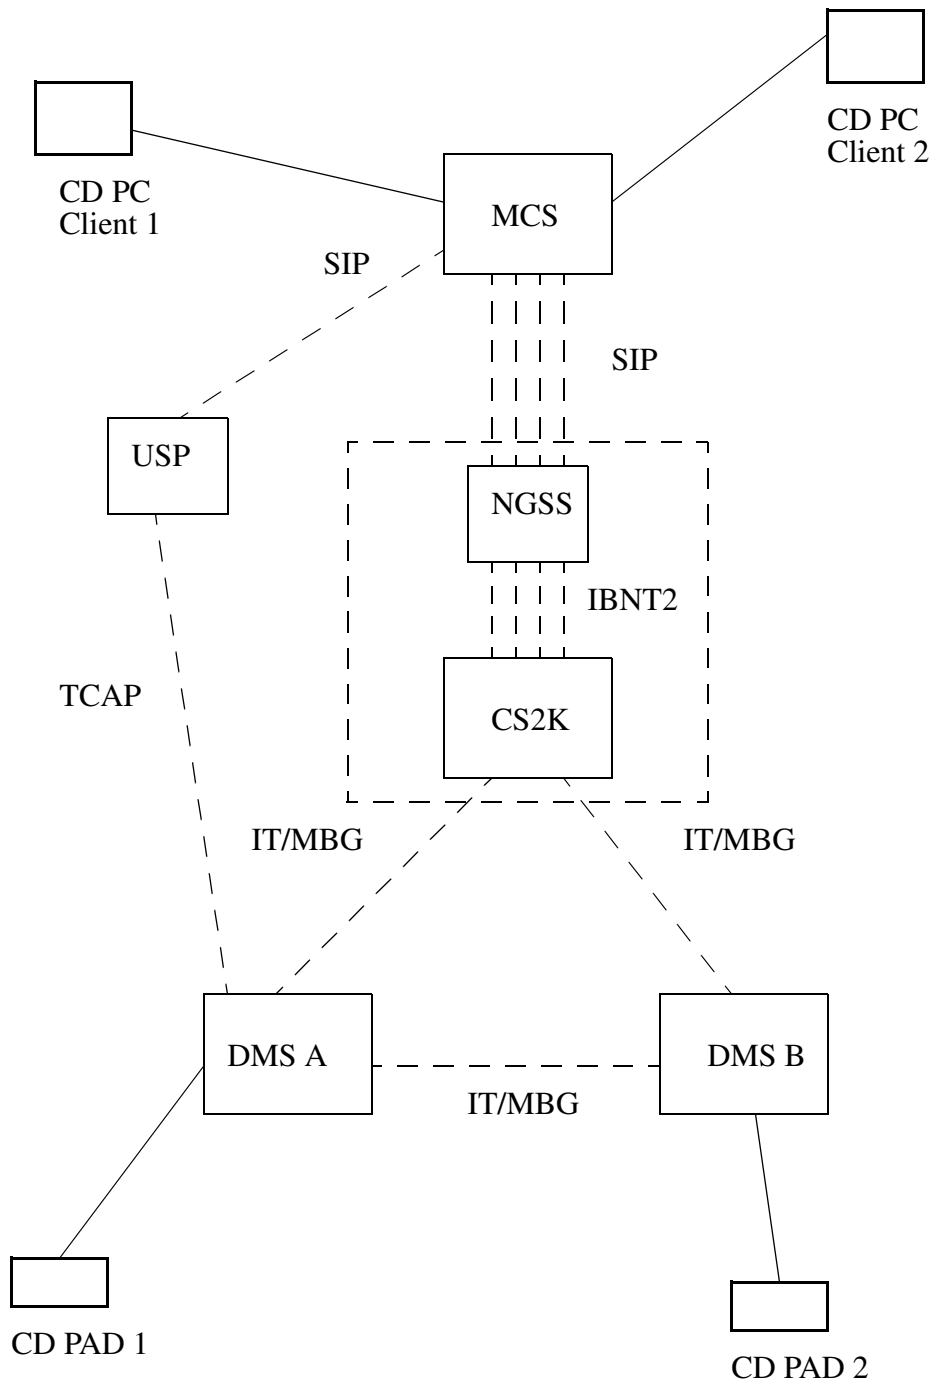 CD PC
Client 2
CD PC
Client 1
MCS
SIP
SIP
USP
NGSS
IBNT2
TCAP
CS2K
IT/MBG
IT/MBG
DMS A
DMS B
IT/MBG
CD PAD 1
CD PAD 2